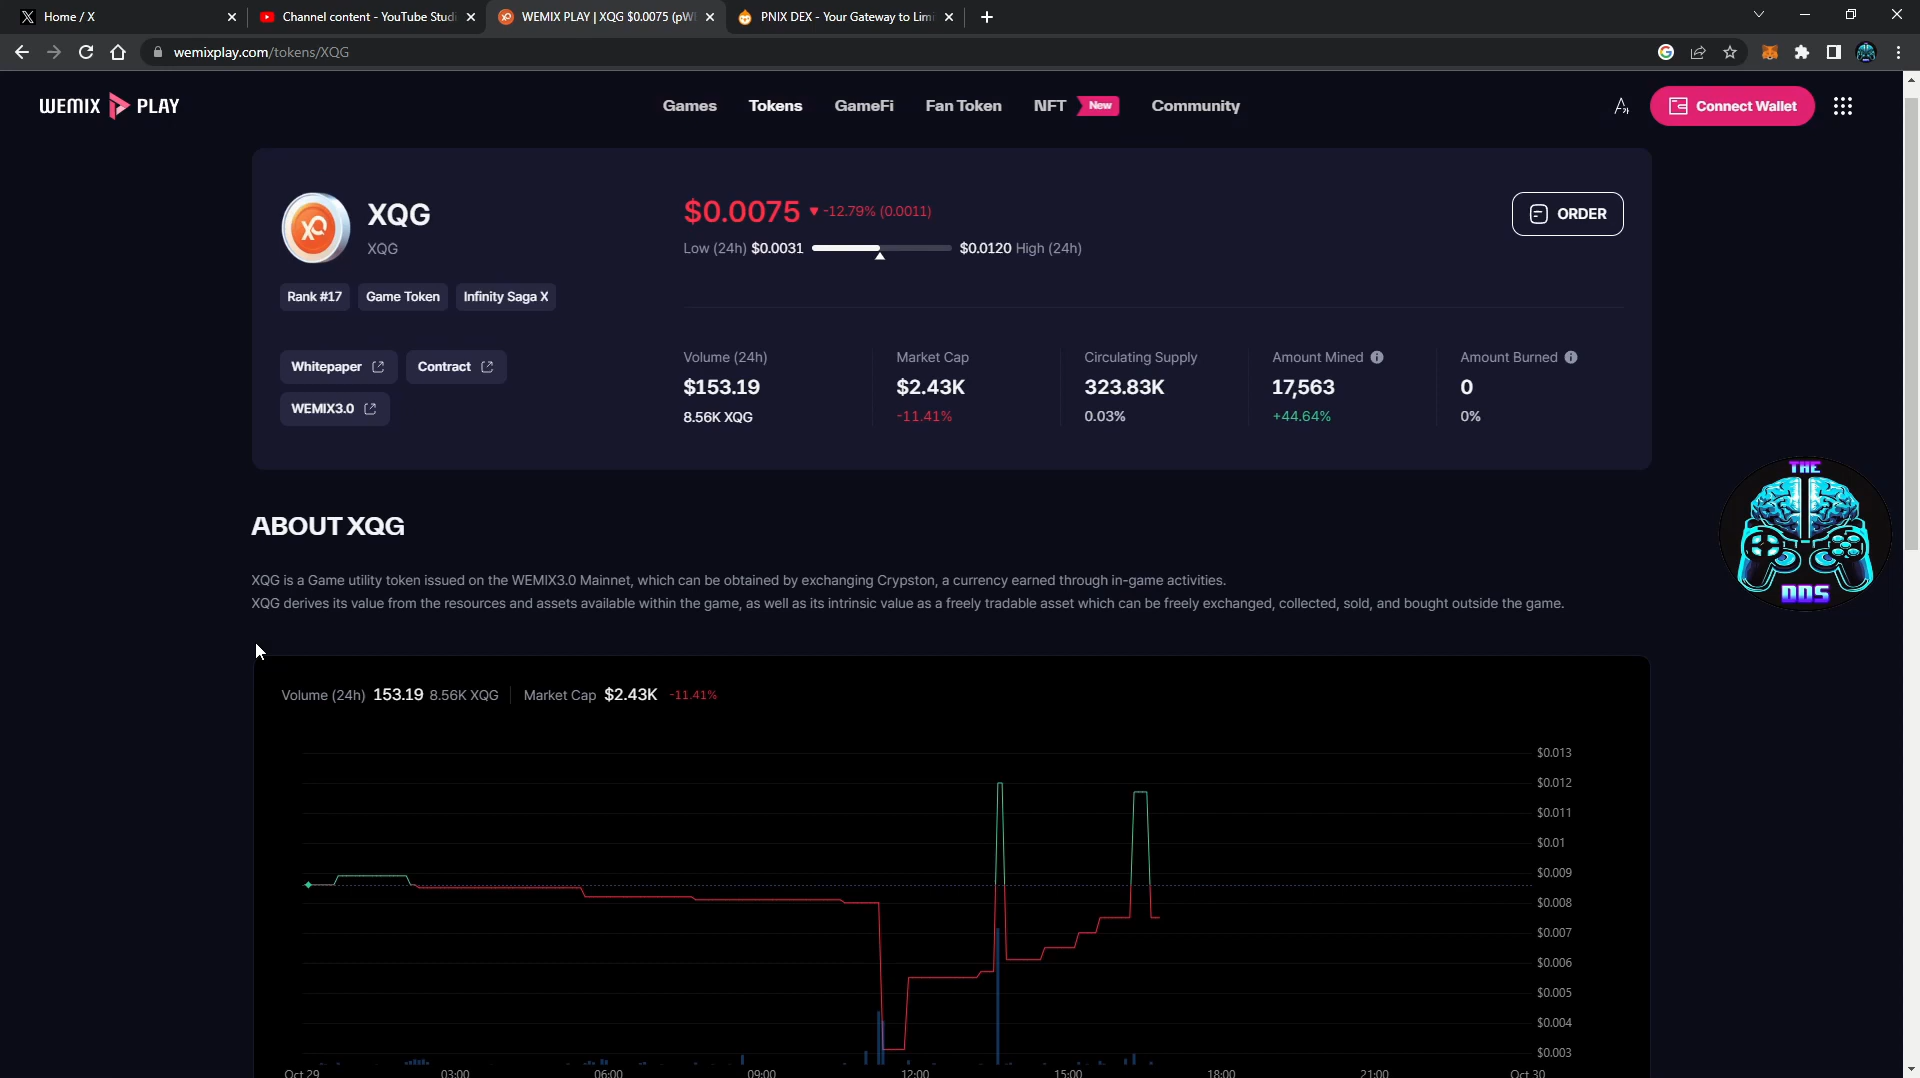 Home / X
Channel content - YouTube Studi
WEMIX PLAY | XQG $0.0075 (pWI
PNIX DEX - Your Gateway to Limi
wemixplay.com/tokens/XQG
WEMIX PLAY
Games
Tokens
GameFi
Fan Token
NFT
New
Community
Connect Wallet
XQG
XQG
Rank #17
Game Token
Infinity Saga X
Whitepaper
Contract
WEMIX3.0
$0.0075 ▼ -12.79% (0.0011)
Low (24h) $0.0031
$0.0120 High (24h)
ORDER
Volume (24h)
$153.19
8.56K XQG
Market Cap
$2.43K
-11.41%
Circulating Supply
323.83K
0.03%
Amount Mined
17,563
+44.64%
Amount Burned
0
0%
THE
DDS
ABOUT XQG
XQG is a Game utility token issued on the WEMIX3.0 Mainnet, which can be obtained by exchanging Crypston, a currency earned through in-game activities.
XQG derives its value from the resources and assets available within the game, as well as its intrinsic value as a freely tradable asset which can be freely exchanged, collected, sold, and bought outside the game.
Volume (24h) 153.19 8.56K XQG
Market Cap $2.43K -11.41%
$0.013
$0.012
$0.011
$0.01
$0.009
$0.008
$0.007
$0.006
$0.005
$0.004
$0.003
Oct 29
03:00
06:00
09:00
12:00
15:00
18:00
21:00
Oct 30